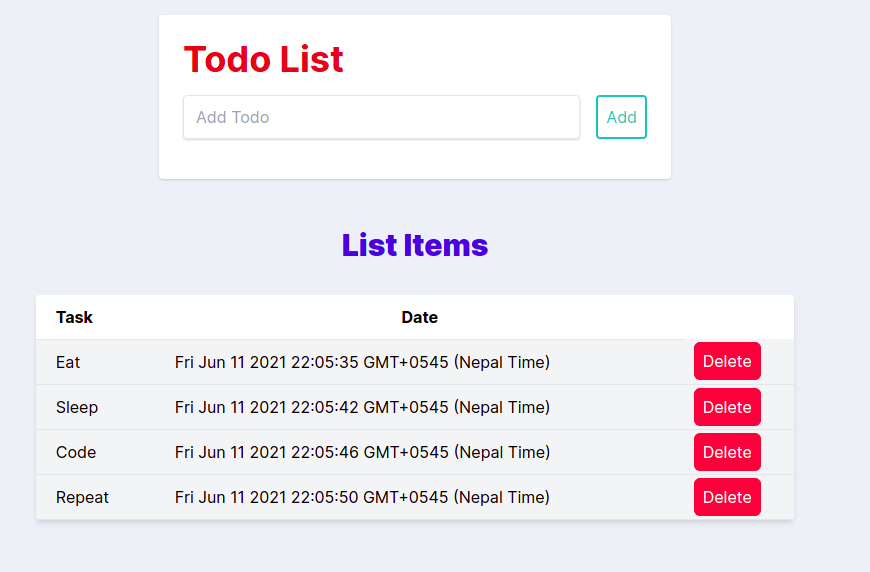 Todo List
Add Todo Add
List Items
Task Date
Eat Fri Jun 11 2021 22:05:35 GMT+0545 (Nepal Time) Delete
Sleep Fri Jun 11 2021 22:05:42 GMT+0545 (Nepal Time) Delete
Code Fri Jun 11 2021 22:05:46 GMT+0545 (Nepal Time) Delete
Repeat Fri Jun 11 2021 22:05:50 GMT+0545 (Nepal Time) Delete